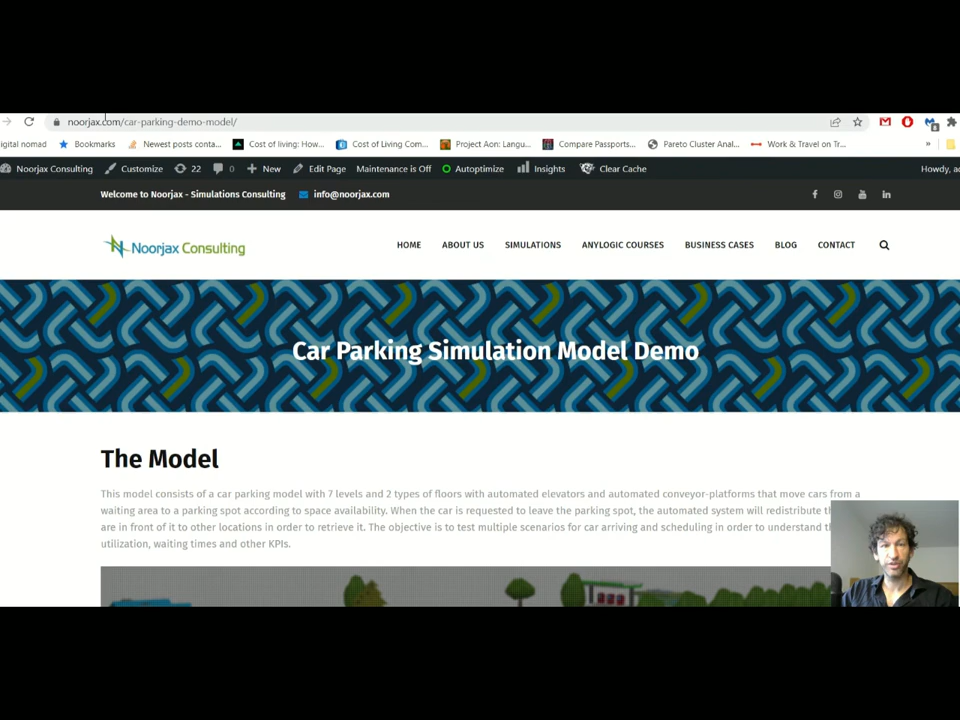 noorjax.com/car-parking-demo-model/
igital nomad Bookmarks Newest posts conta... Cost of living: How... Cost of Living Com... Project Aon: Langu... Compare Passports... Pareto Cluster Anal... Work & Travel on Tr... »
Noorjax Consulting Customize 22 0 New Edit Page Maintenance is Off Autoptimize Insights Clear Cache Howdy, ac
Welcome to Noorjax - Simulations Consulting info@noorjax.com
Noorjax Consulting HOME ABOUT US SIMULATIONS ANYLOGIC COURSES BUSINESS CASES BLOG CONTACT
Car Parking Simulation Model Demo
The Model
This model consists of a car parking model with 7 levels and 2 types of floors with automated elevators and automated conveyor-platforms that move cars from a
waiting area to a parking spot according to space availability. When the car is requested to leave the parking spot, the automated system will redistribute
are in front of it to other locations in order to retrieve it. The objective is to test multiple scenarios for car arriving and scheduling in order to understand
utilization, waiting times and other KPIs.